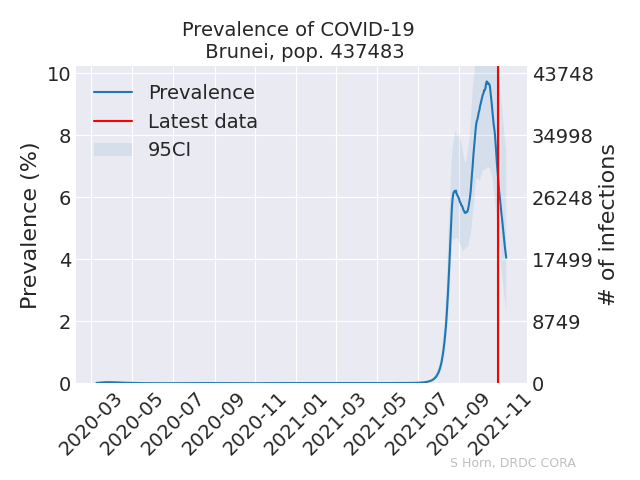 Prevalence of COVID-19
Brunei, pop. 437483
Prevalence
Latest data
95CI
Prevalence (%)
10
8
6
4
2
0
43748
34998
26248
17499
8749
0
# of infections
2020-03
2020-05
2020-07
2020-09
2020-11
2021-01
2021-03
2021-05
2021-07
2021-09
2021-11
S Horn, DRDC CORA